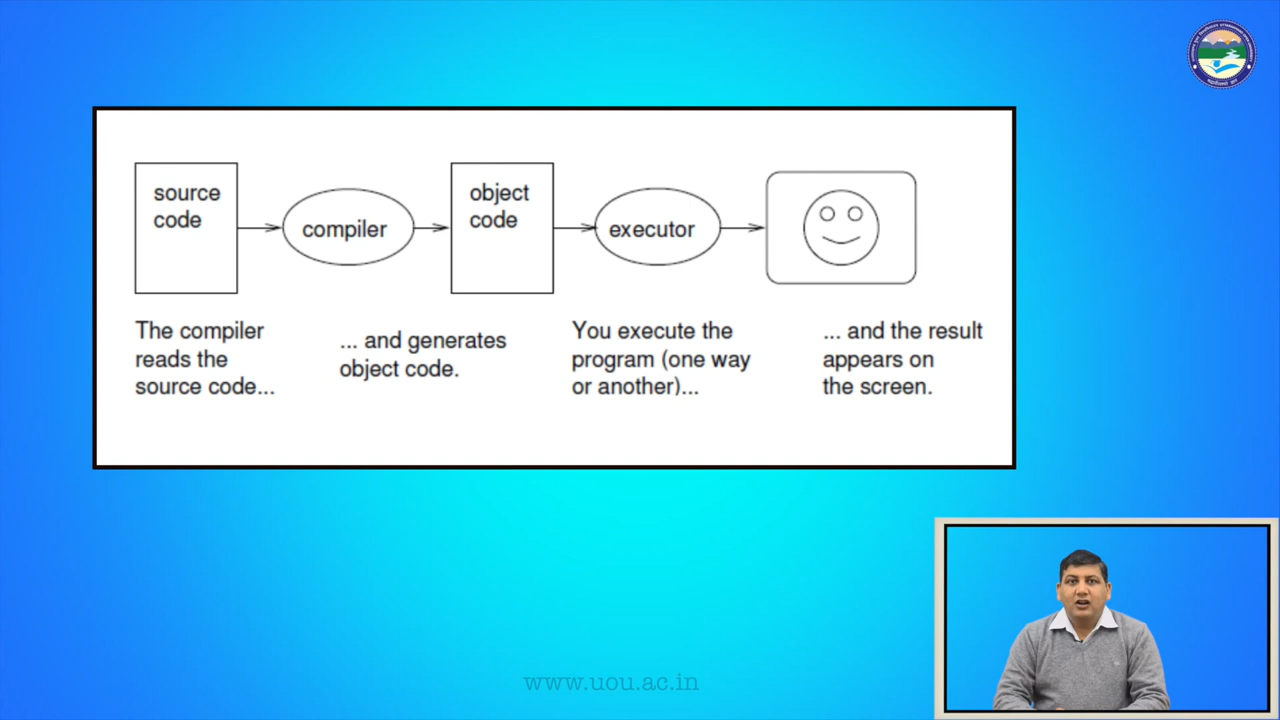 source
code
compiler
object
code
executor
The compiler
reads the
source code...
... and generates
object code.
You execute the
program (one way
or another)...
... and the result
appears on
the screen.
www.uou.ac.in